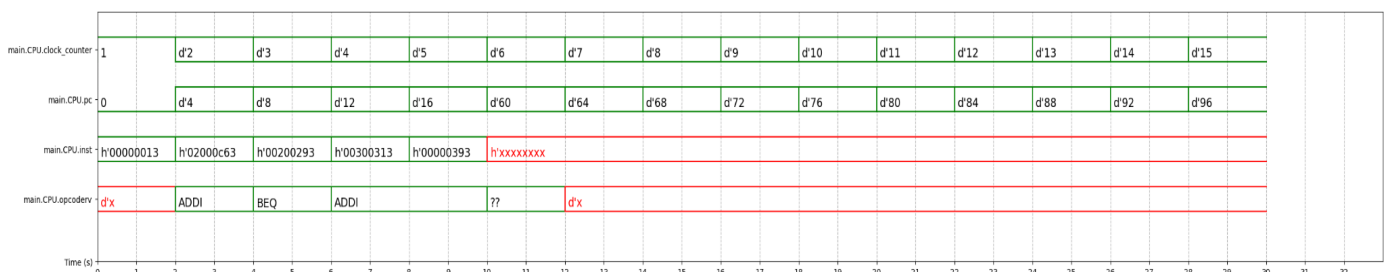 main.CPU.clock_counter 1 d'2 d'3 d'4 d'5 d'6 d'7 d'8 d'9 d'10 d'11 d'12 d'13 d'14 d'15
main.CPU.pc 0 d'4 d'8 d'12 d'16 d'60 d'64 d'68 d'72 d'76 d'80 d'84 d'88 d'92 d'96
main.CPU.inst h'00000013 h'02000c63 h'00200293 h'00300313 h'00000393 h'xxxxxxxx
main.CPU.opcoderv d'x ADDI BEQ ADDI ?? d'x
Time (s)
0 1 2 3 4 5 6 7 8 9 10 11 12 13 14 15 16 17 18 19 20 21 22 23 24 25 26 27 28 29 30 31 32